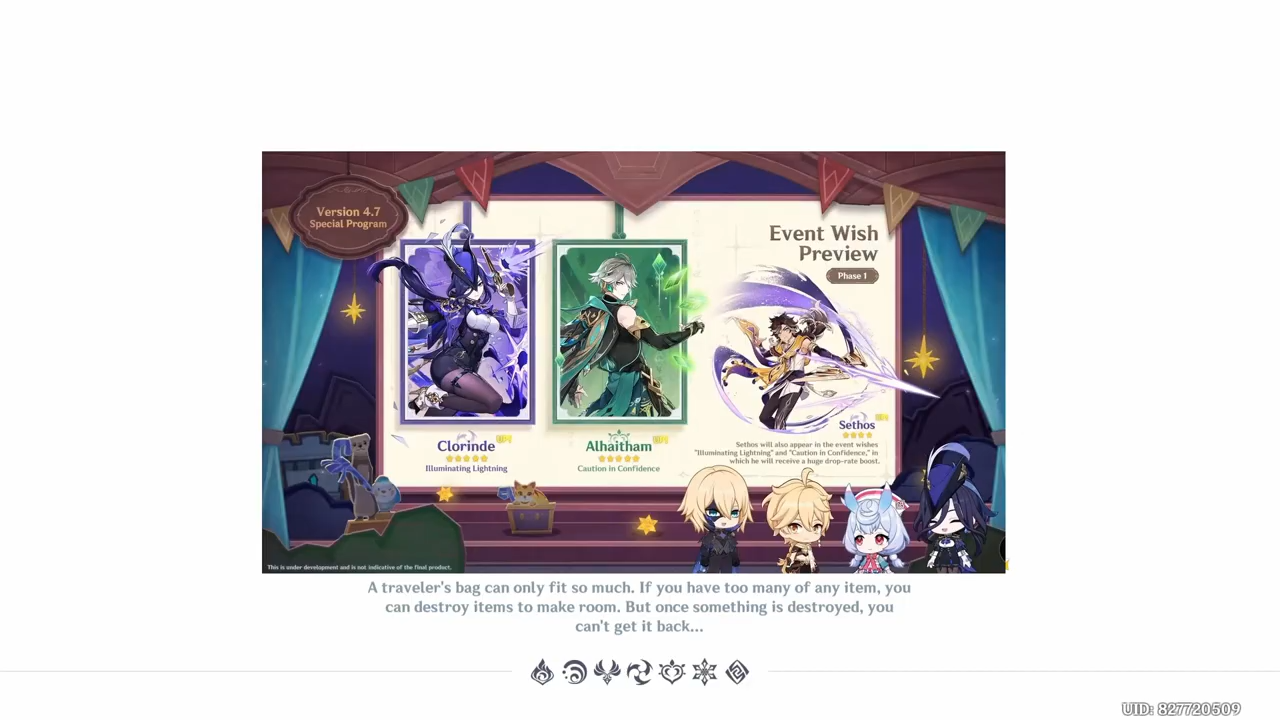 Version 4.7
Special Program
Event Wish
Preview
Phase 1
Clorinde UP!
Illuminating Lightning
Alhaitham UP!
Caution in Confidence
Sethos UP!
Sethos will also appear in the event wishes
"Illuminating Lightning" and "Caution in Confidence," in
which he will receive a huge drop-rate boost.
This is under development and is not indicative of the final product.
A traveler's bag can only fit so much. If you have too many of any item, you
can destroy items to make room. But once something is destroyed, you
can't get it back...
UID: 827720509